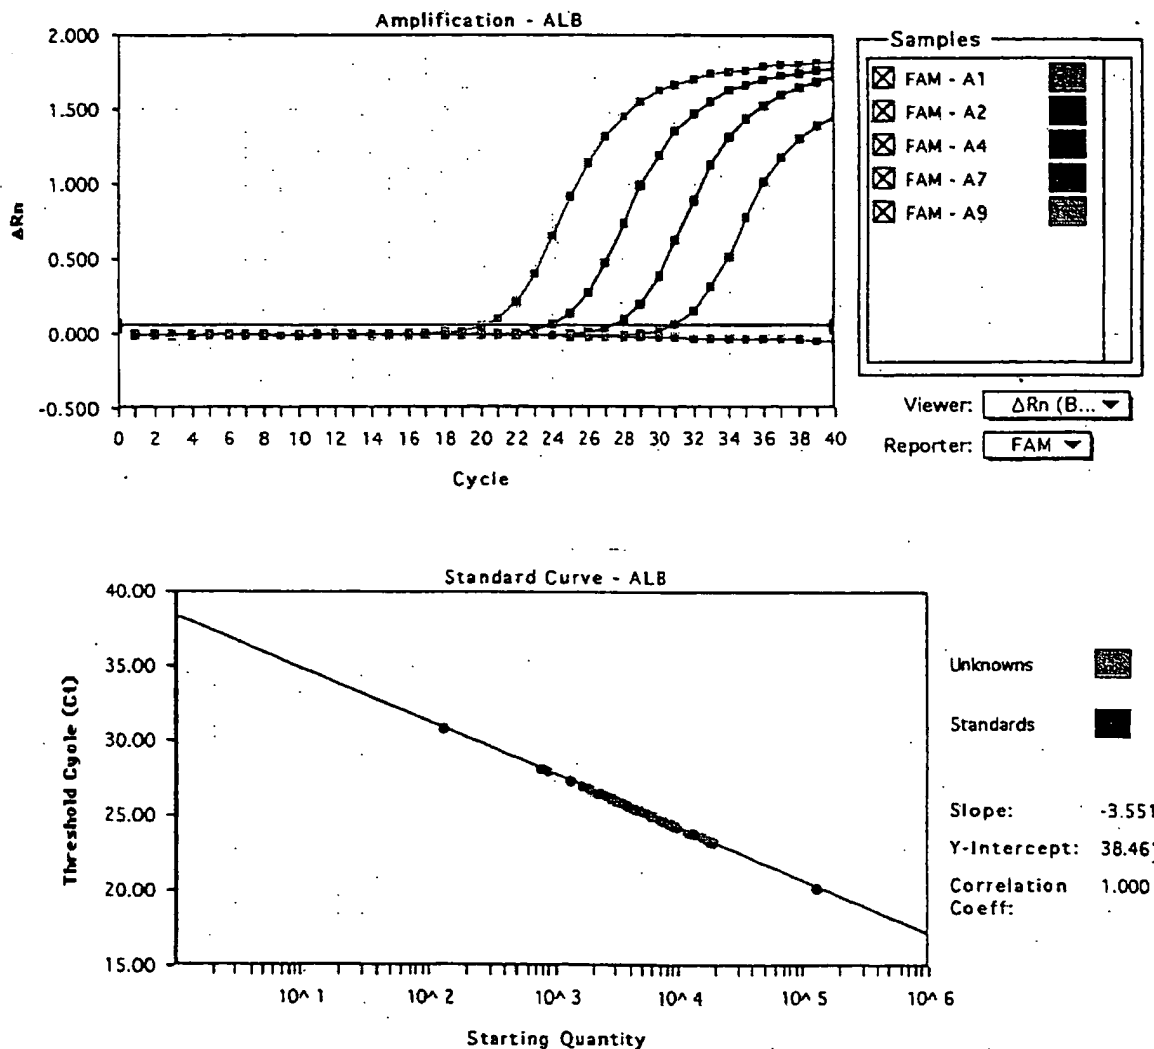 Amplification - ALB
2.000
1.500
1.000
0.500
0.000
-0.500
ΔRn
0 2 4 6 8 10 12 14 16 18 20 22 24 26 28 30 32 34 36 38 40
Cycle
Samples
FAM - A1
FAM - A2
FAM - A4
FAM - A7
FAM - A9
Viewer: ΔRn (B...
Reporter: FAM
Standard Curve - ALB
40.00
35.00
30.00
25.00
20.00
15.00
Threshold Cycle (Ct)
10^1 10^2 10^3 10^4 10^5 10^6
Starting Quantity
Unknowns
Standards
Slope: -3.551
Y-Intercept: 38.46
Correlation 1.000
Coeff: